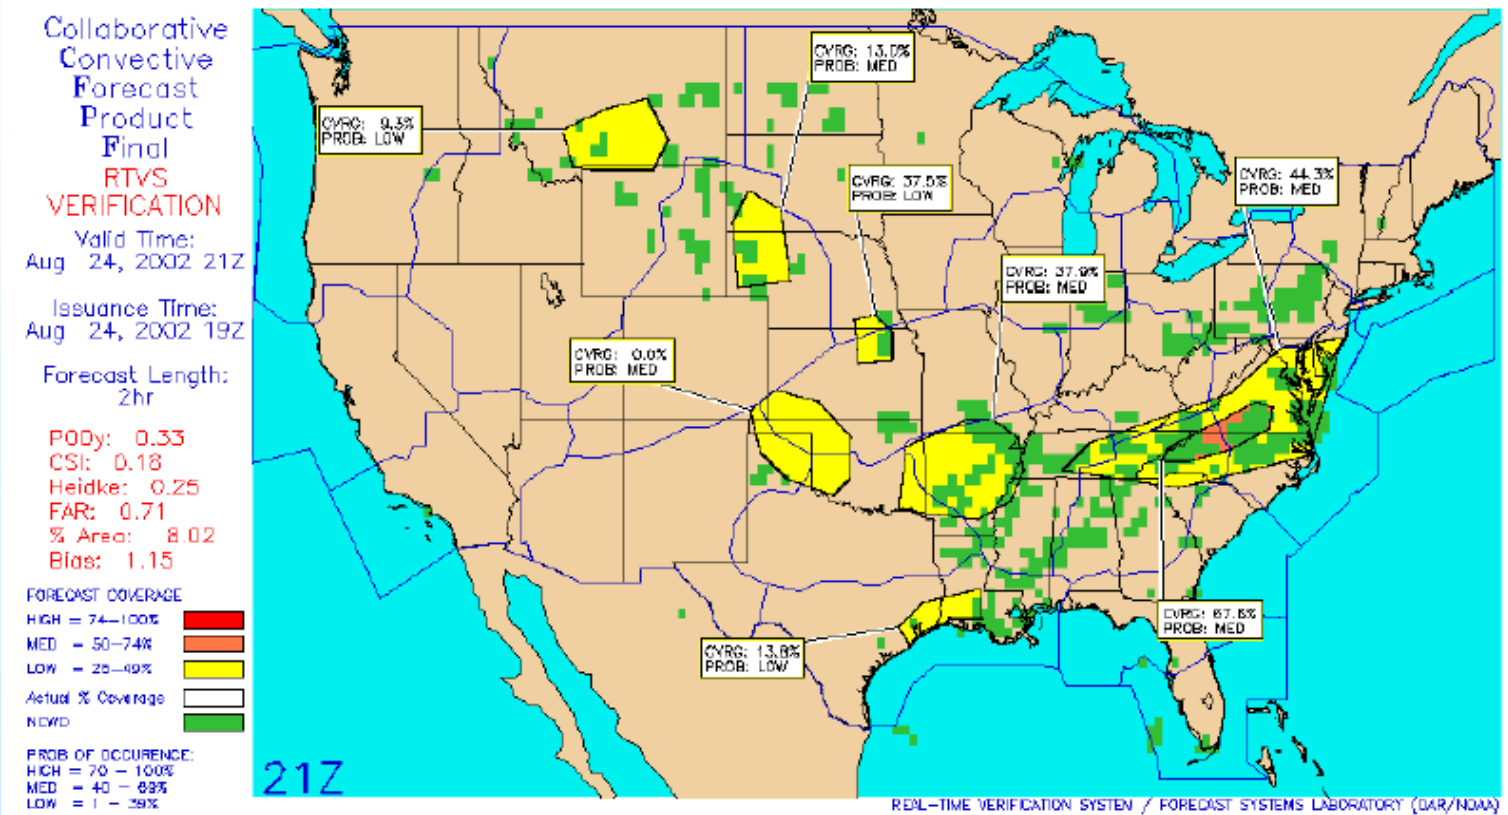 Collaborative
Convective
Forecast
Product
Final
RTVS
VERIFICATION
Valid Time:
Aug 24, 2002 21Z
Issuance Time:
Aug 24, 2002 19Z
Forecast Length:
2hr
PODy: 0.33
CSI: 0.18
Heidke: 0.25
FAR: 0.71
% Area: 8.02
Bias: 1.15
FORECAST COVERAGE
HIGH = 74-100%
MED = 50-74%
LOW = 25-49%
Actual % Coverage
NCWD
PROB OF OCCURENCE:
HIGH = 70 - 100%
MED = 40 - 69%
LOW = 1 - 39%
CVRG: 13.0%
PROB: MED
CVRG: 9.3%
PROB: LOW
CVRG: 37.5%
PROB: LOW
CVRG: 44.3%
PROB: MED
CVRG: 37.9%
PROB: MED
CVRG: 0.0%
PROB: MED
CVRG: 67.6%
PROB: MED
CVRG: 13.8%
PROB: LOW
21Z
REAL-TIME VERIFICATION SYSTEM / FORECAST SYSTEMS LABORATORY (OAR/NOAA)